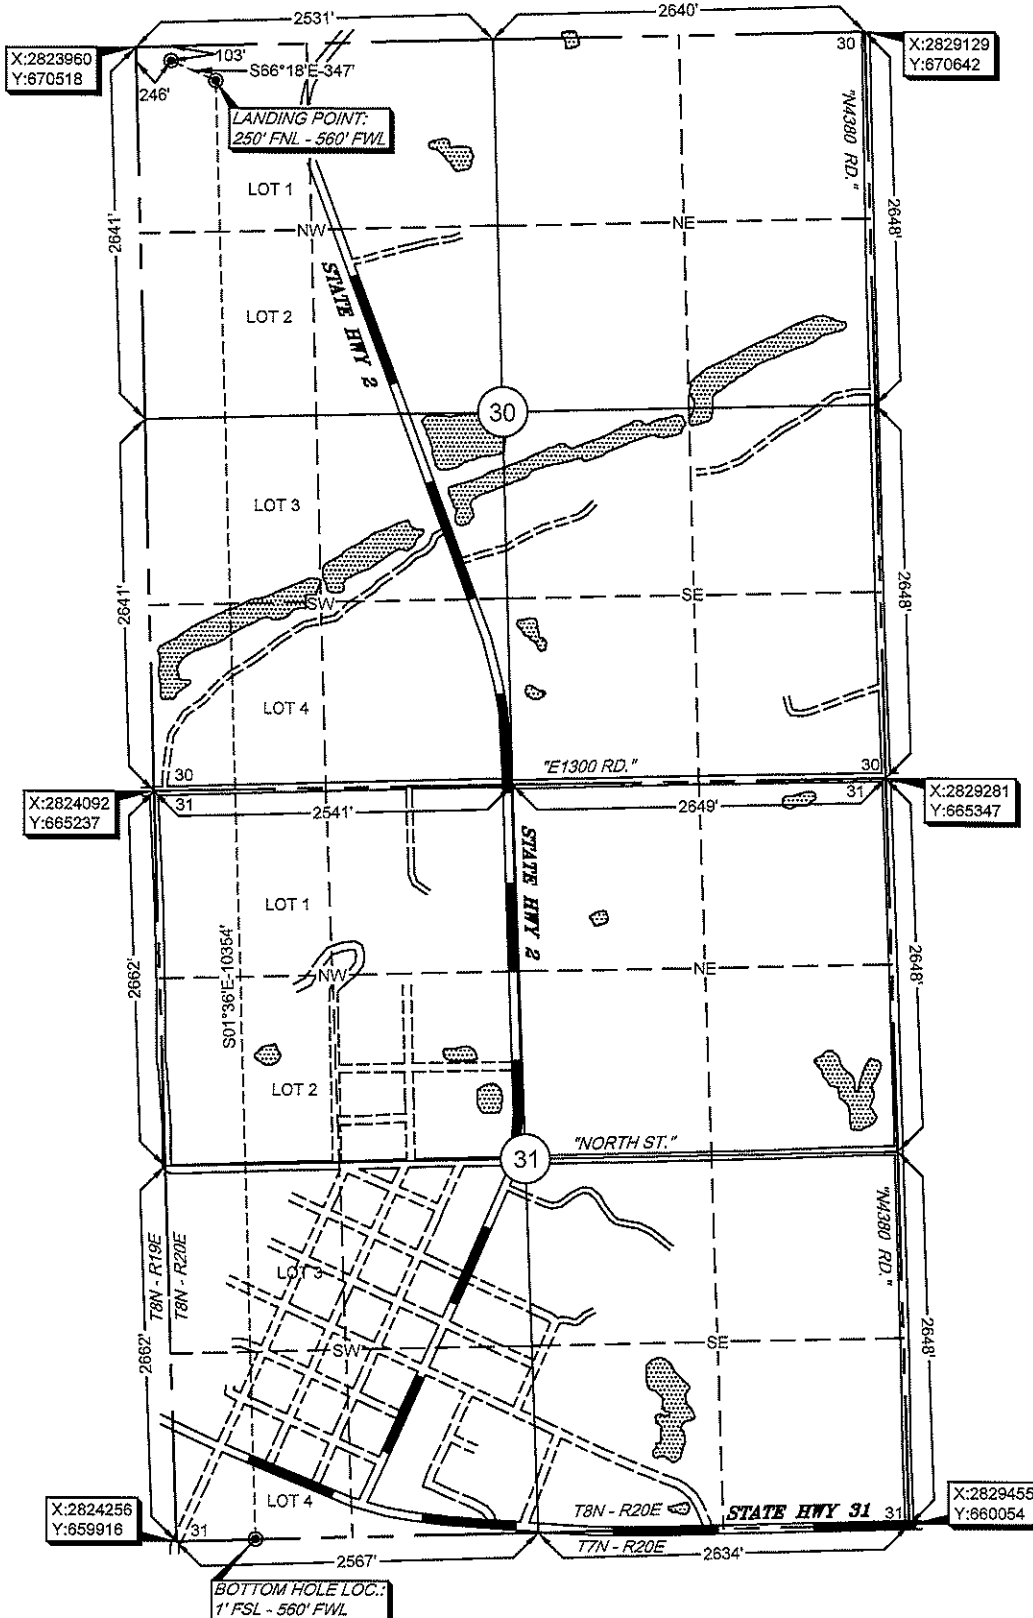 2531'
2640'
X:2823960
Y:670518
103'
S66°18'E-347'
246'
30
X:2829129
Y:670642
LANDING POINT:
250' FNL - 560' FWL
"N4380 RD."
LOT 1
2641'
NW
NE
2648'
STATE HWY 2
LOT 2
30
LOT 3
2641'
SW
SE
2648'
LOT 4
30
"E1300 RD."
30
X:2824092
Y:665237
31
2541'
2649'
31
X:2829281
Y:665347
STATE HWY 2
LOT 1
S01°36'E-10354'
2662'
NW
NE
2648'
LOT 2
"NORTH ST."
31
T8N - R19E
T8N - R20E
"N4380 RD."
LOT 3
2662'
SW
SE
2648'
LOT 4
X:2824256
Y:659916
31
T8N - R20E
STATE HWY 31
31
X:2829455
Y:660054
T7N - R20E
2567'
2634'
BOTTOM HOLE LOC.:
1' FSL - 560' FWL